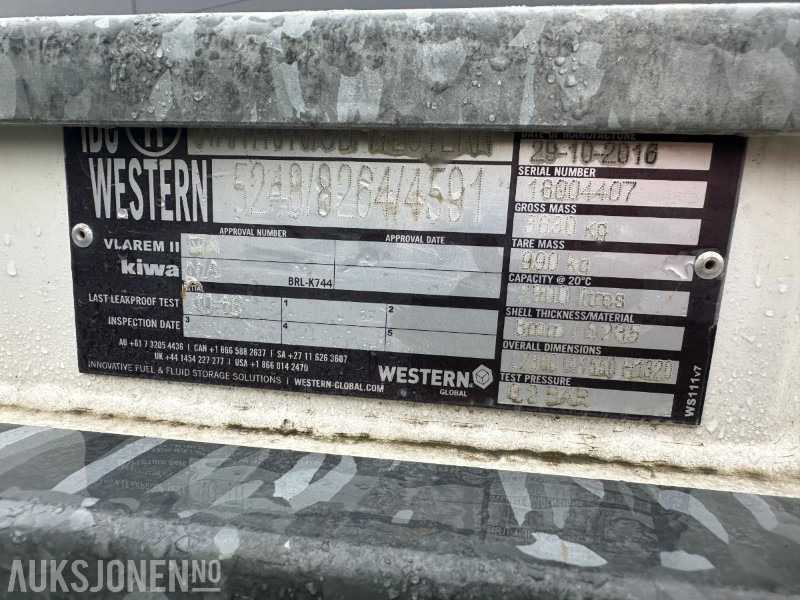 IBC
WESTERN
5248/8264/4591
APPROVAL NUMBER APPROVAL DATE
VLAREM II
kiwa N/A BRL-K744
LAST LEAKPROOF TEST 1 2
INSPECTION DATE 3 4 5
AU +61 7 3205 4436 | CAN +1 866 588 2637 | SA +27 11 626 3607
UK +44 1454 227 277 | USA +1 866 814 2470
INNOVATIVE FUEL & FLUID STORAGE SOLUTIONS | WESTERN-GLOBAL.COM
WESTERN
GLOBAL
DATE OF MANUFACTURE
29-10-2016
SERIAL NUMBER
16004407
GROSS MASS
kg
TARE MASS
990 kg
CAPACITY @ 20°C
litres
SHELL THICKNESS/MATERIAL
OVERALL DIMENSIONS
H1320
TEST PRESSURE
BAR
WS111v7
AUKSJONEN.NO